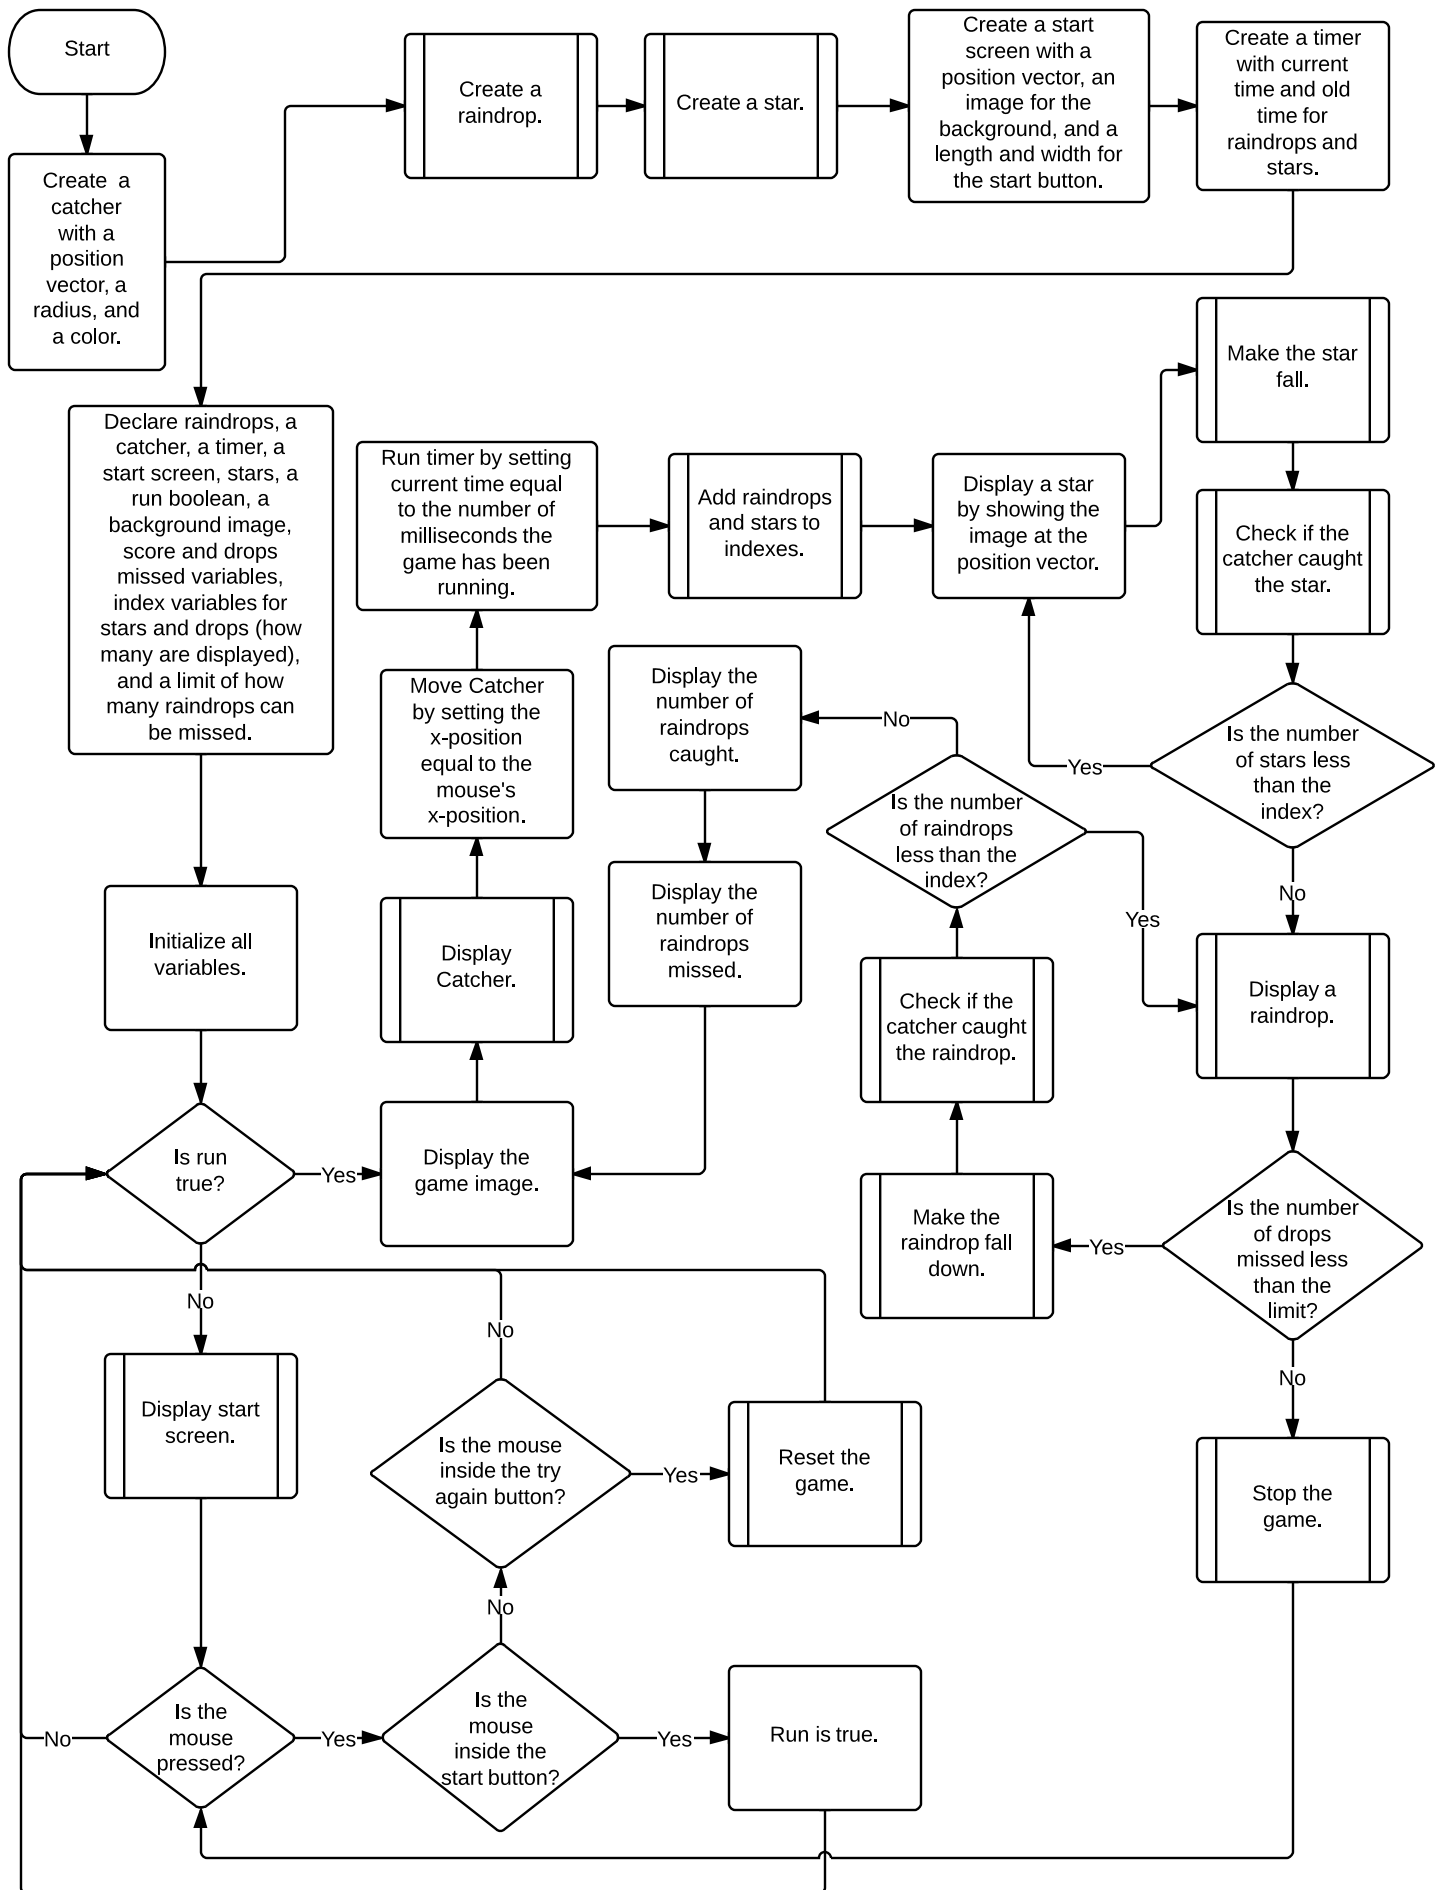 Start
Create a
catcher
with a
position
vector, a
radius, and
a color.
Create a
raindrop.
Create a star.
Create a start
screen with a
position vector, an
image for the
background, and a
length and width for
the start button.
Create a timer
with current
time and old
time for
raindrops and
stars.
Declare raindrops, a
catcher, a timer, a
start screen, stars, a
run boolean, a
background image,
score and drops
missed variables,
index variables for
stars and drops (how
many are displayed),
and a limit of how
many raindrops can
be missed.
Initialize all
variables.
Is run
true?
Yes
Display the
game image.
Display
Catcher.
Move Catcher
by setting the
x-position
equal to the
mouse's
x-position.
Run timer by setting
current time equal
to the number of
milliseconds the
game has been
running.
Add raindrops
and stars to
indexes.
Display a star
by showing the
image at the
position vector.
Make the star
fall.
Check if the
catcher caught
the star.
Is the number
of stars less
than the
index?
Yes
No
Display a
raindrop.
Is the number
of drops
missed less
than the
limit?
Yes
Make the
raindrop fall
down.
Check if the
catcher caught
the raindrop.
Is the number
of raindrops
less than the
index?
Yes
No
Display the
number of
raindrops
caught.
Display the
number of
raindrops
missed.
No
Stop the
game.
No
Display start
screen.
Is the
mouse
pressed?
No
Yes
Is the
mouse
inside the
start button?
Yes
Run is true.
No
Is the mouse
inside the try
again button?
Yes
Reset the
game.
No